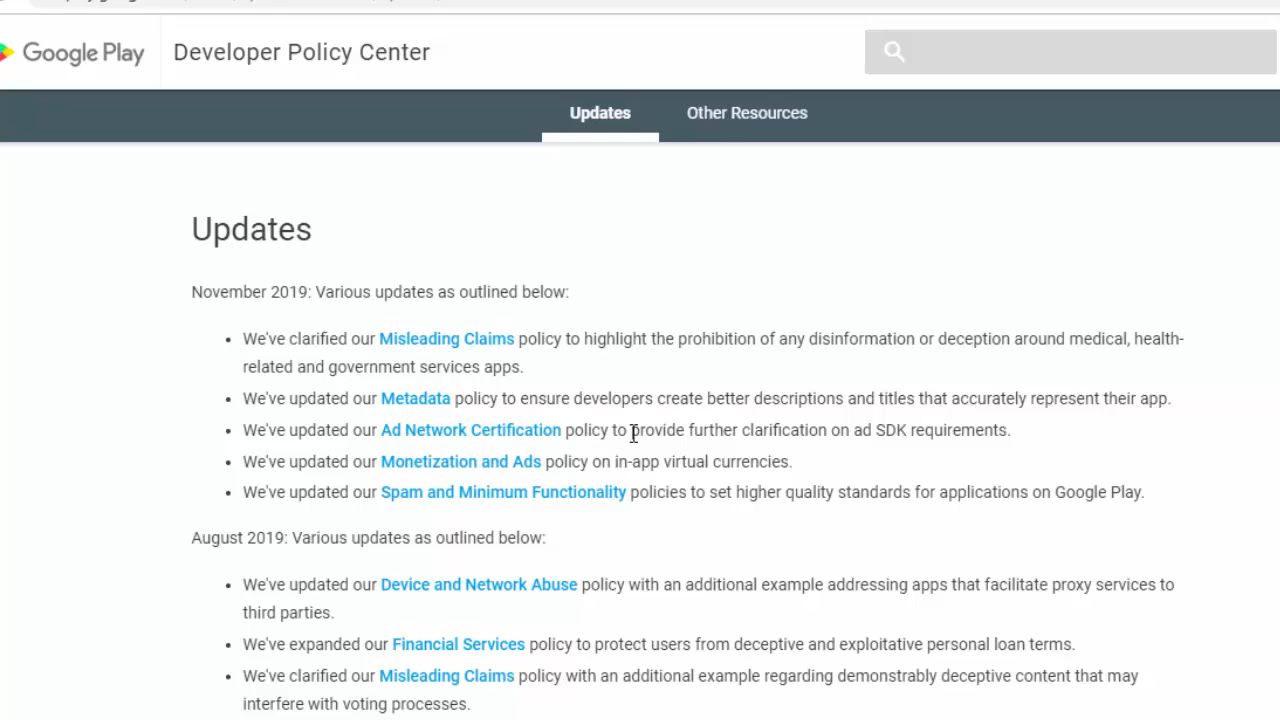 Google Play
Developer Policy Center
Updates
Other Resources
Updates
November 2019: Various updates as outlined below:
• We've clarified our Misleading Claims policy to highlight the prohibition of any disinformation or deception around medical, health-
related and government services apps.
• We've updated our Metadata policy to ensure developers create better descriptions and titles that accurately represent their app.
• We've updated our Ad Network Certification policy to provide further clarification on ad SDK requirements.
• We've updated our Monetization and Ads policy on in-app virtual currencies.
• We've updated our Spam and Minimum Functionality policies to set higher quality standards for applications on Google Play.
August 2019: Various updates as outlined below:
• We've updated our Device and Network Abuse policy with an additional example addressing apps that facilitate proxy services to
third parties.
• We've expanded our Financial Services policy to protect users from deceptive and exploitative personal loan terms.
• We've clarified our Misleading Claims policy with an additional example regarding demonstrably deceptive content that may
interfere with voting processes.